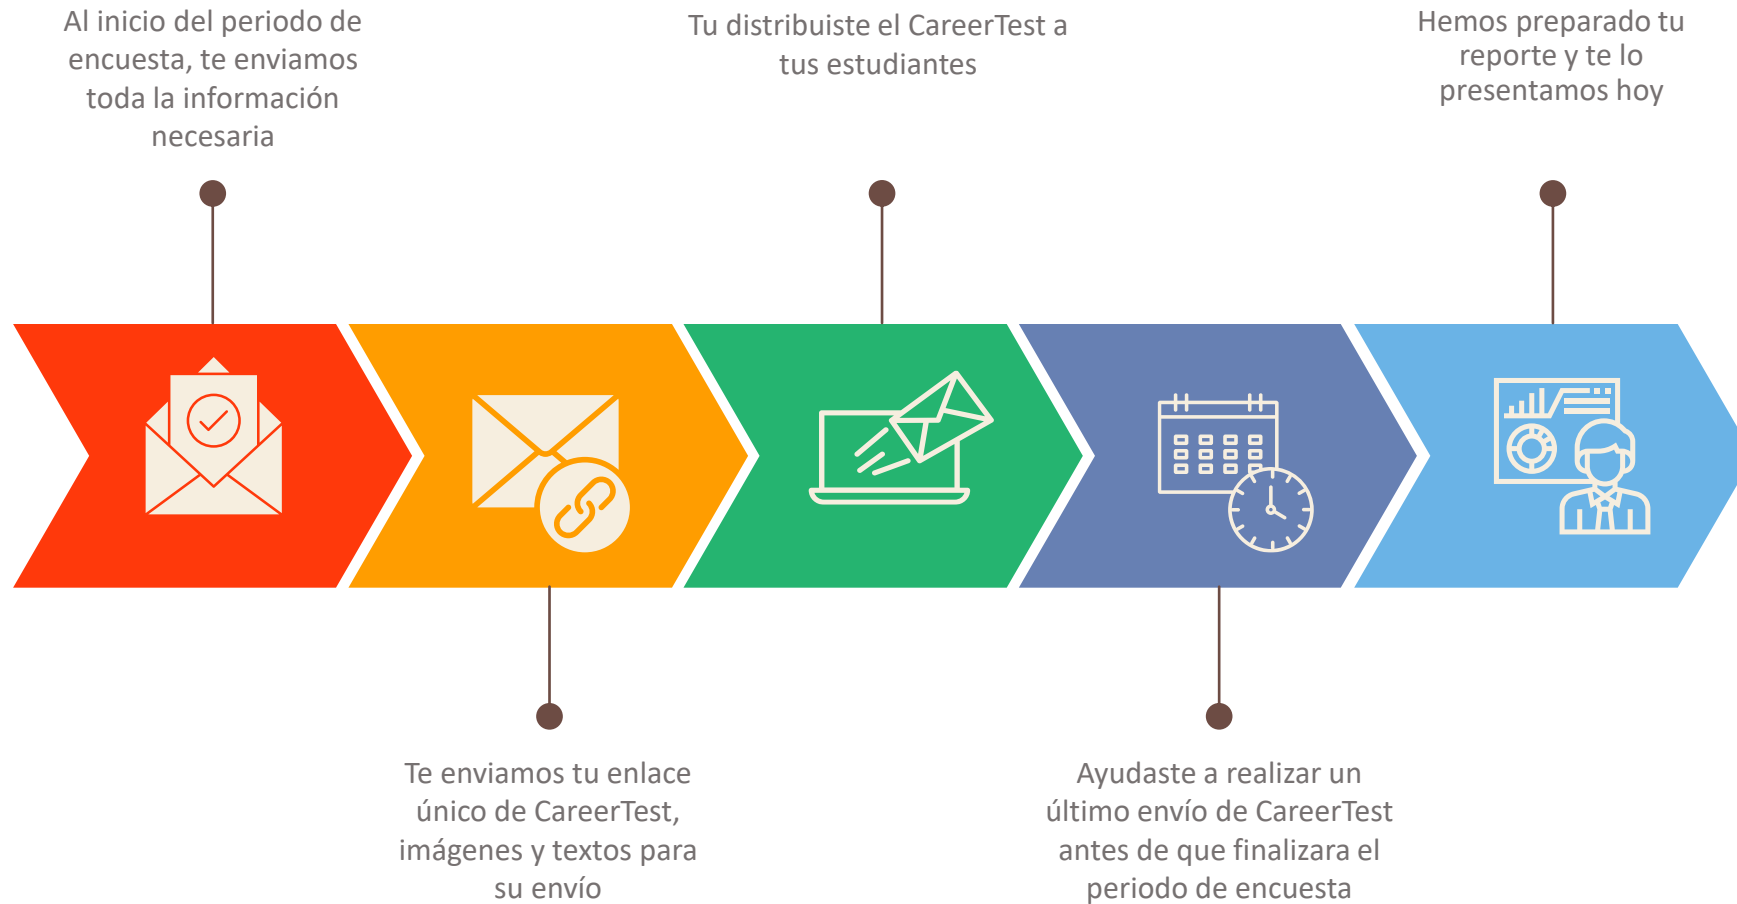 Al inicio del periodo de
encuesta, te enviamos
toda la información
necesaria
Te enviamos tu enlace
único de CareerTest,
imágenes y textos para
su envío
Tu distribuiste el CareerTest a
tus estudiantes
Ayudaste a realizar un
último envío de CareerTest
antes de que finalizara el
periodo de encuesta
Hemos preparado tu
reporte y te lo
presentamos hoy